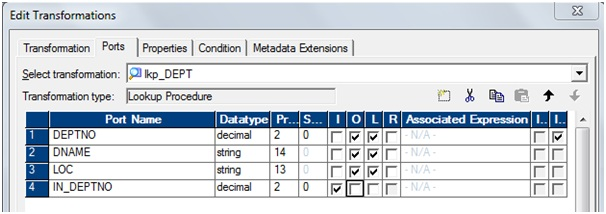 Edit Transformations
Transformation Ports Properties Condition Metadata Extensions
Select transformation: lkp_DEPT
Transformation type: Lookup Procedure
Port Name Datatype Pr... S... I O L R Associated Expression I... I...
1 DEPTNO decimal 2 0 - N/A -
2 DNAME string 14 0 - N/A -
3 LOC string 13 0 - N/A -
4 IN_DEPTNO decimal 2 0 - N/A -